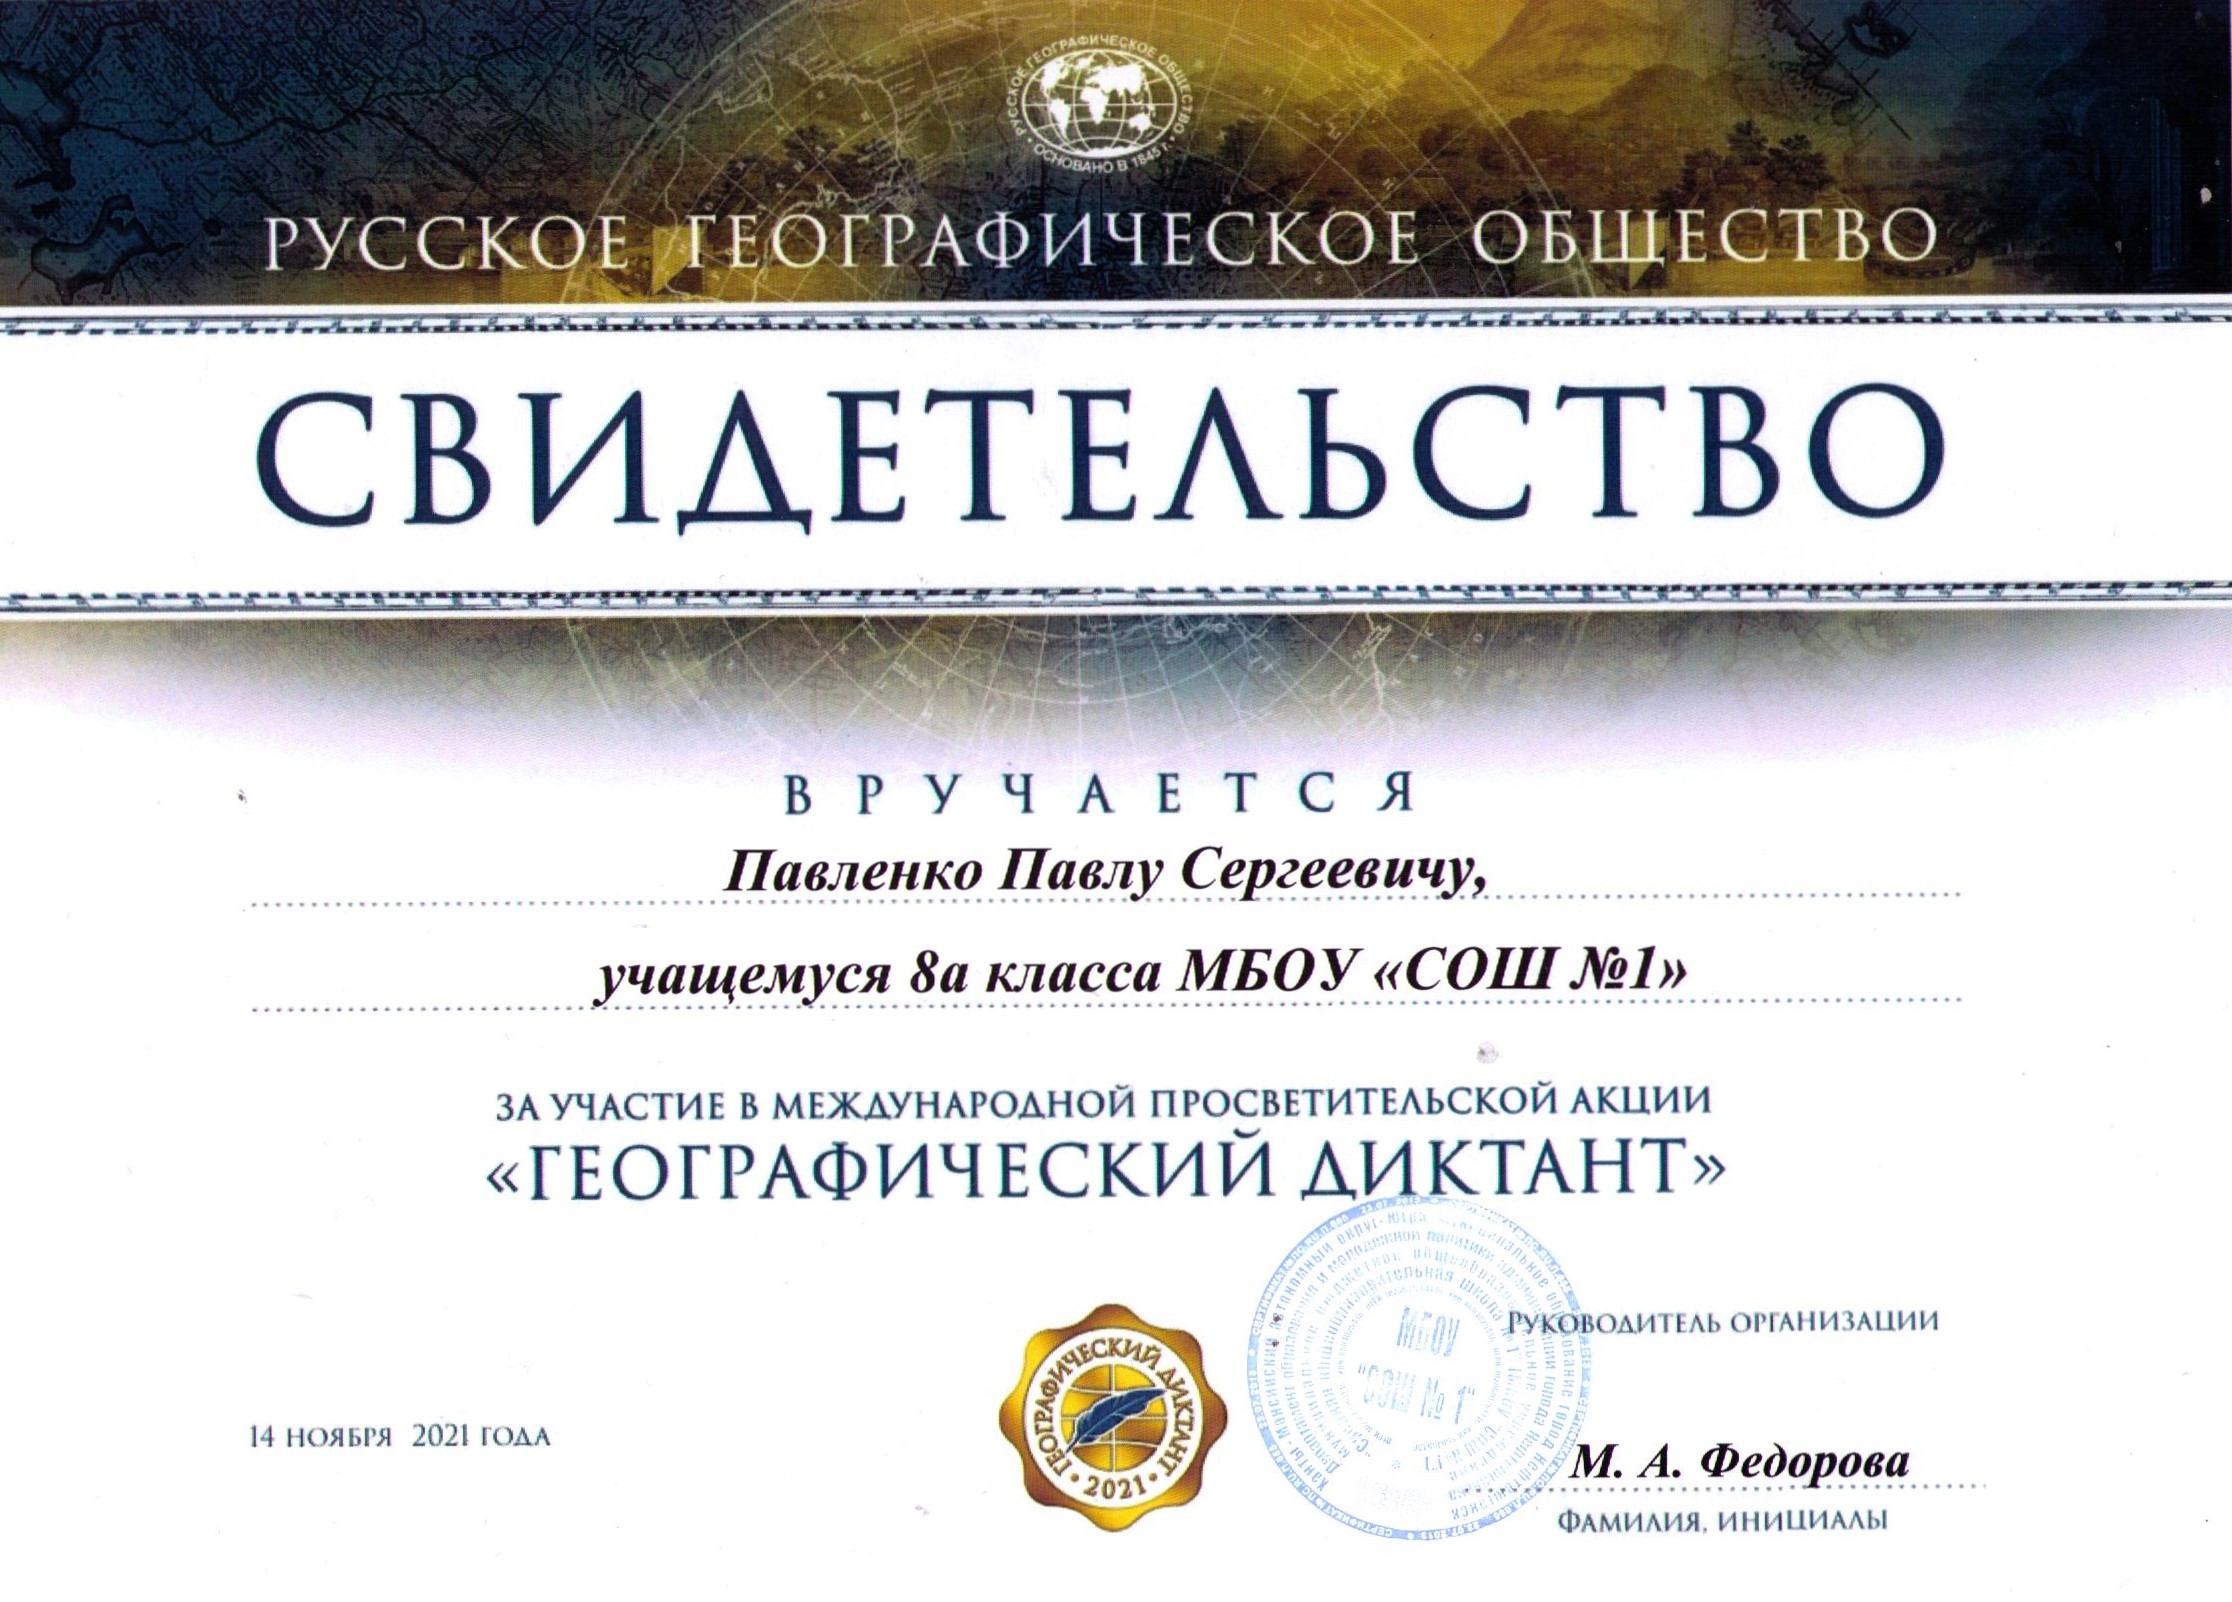 РУССКОЕ ГЕОГРАФИЧЕСКОЕ ОБЩЕСТВО
ОСНОВАНО В 1845 г.
РУССКОЕ ГЕОГРАФИЧЕСКОЕ ОБЩЕСТВО
СВИДЕТЕЛЬСТВО
ВРУЧАЕТСЯ
Павленко Павлу Сергеевичу,
учащемуся 8а класса МБОУ «СОШ №1»
ЗА УЧАСТИЕ В МЕЖДУНАРОДНОЙ ПРОСВЕТИТЕЛЬСКОЙ АКЦИИ
«ГЕОГРАФИЧЕСКИЙ ДИКТАНТ»
МБОУ
"СОШ № 1"
РУКОВОДИТЕЛЬ ОРГАНИЗАЦИИ
ГЕОГРАФИЧЕСКИЙ ДИКТАНТ
• 2021 •
14 НОЯБРЯ 2021 ГОДА
М. А. Федорова
ФАМИЛИЯ, ИНИЦИАЛЫ